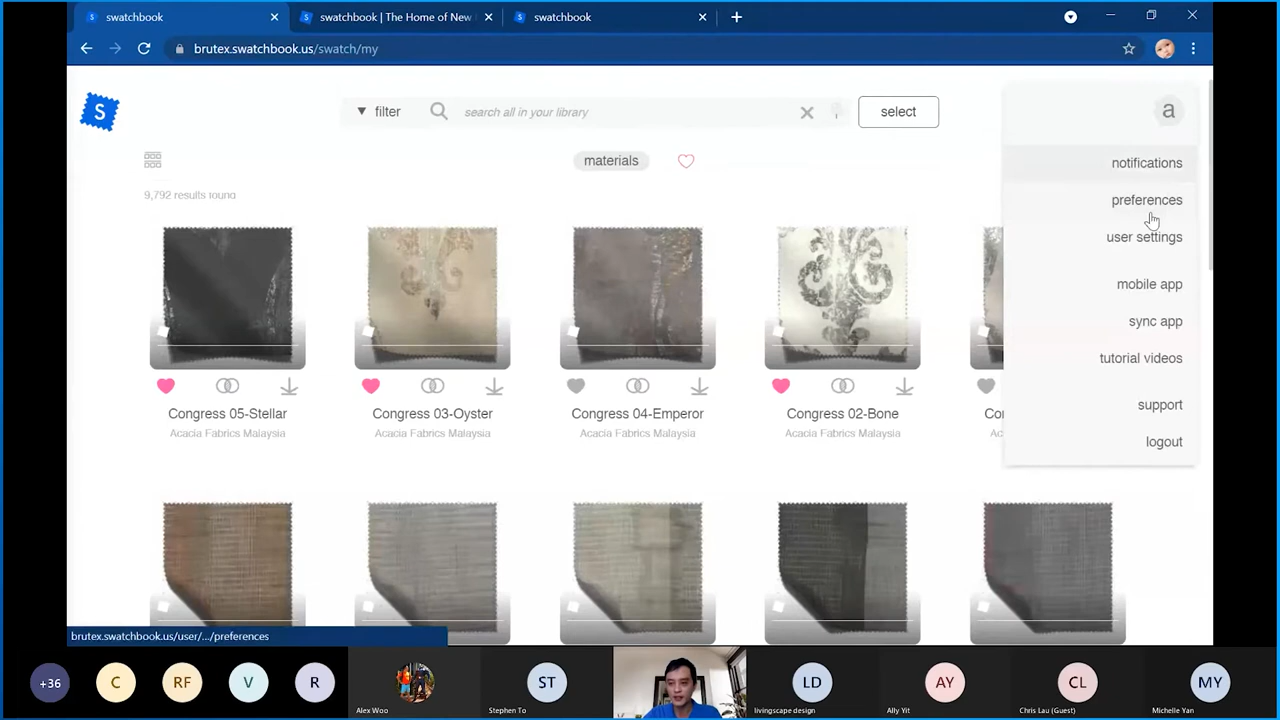 swatchbook
swatchbook | The Home of New
swatchbook
brutex.swatchbook.us/swatch/my
S
filter
search all in your library
select
a
materials
9,792 results found
notifications
preferences
user settings
mobile app
sync app
tutorial videos
support
logout
Congress 05-Stellar
Acacia Fabrics Malaysia
Congress 03-Oyster
Acacia Fabrics Malaysia
Congress 04-Emperor
Acacia Fabrics Malaysia
Congress 02-Bone
Acacia Fabrics Malaysia
Con
Acaci
brutex.swatchbook.us/user/.../preferences
+36
C
RF
V
R
Alex Woo
ST
Stephen To
LD
livingscape design
AY
Ally Yit
CL
Chris Lau (Guest)
MY
Michelle Yan